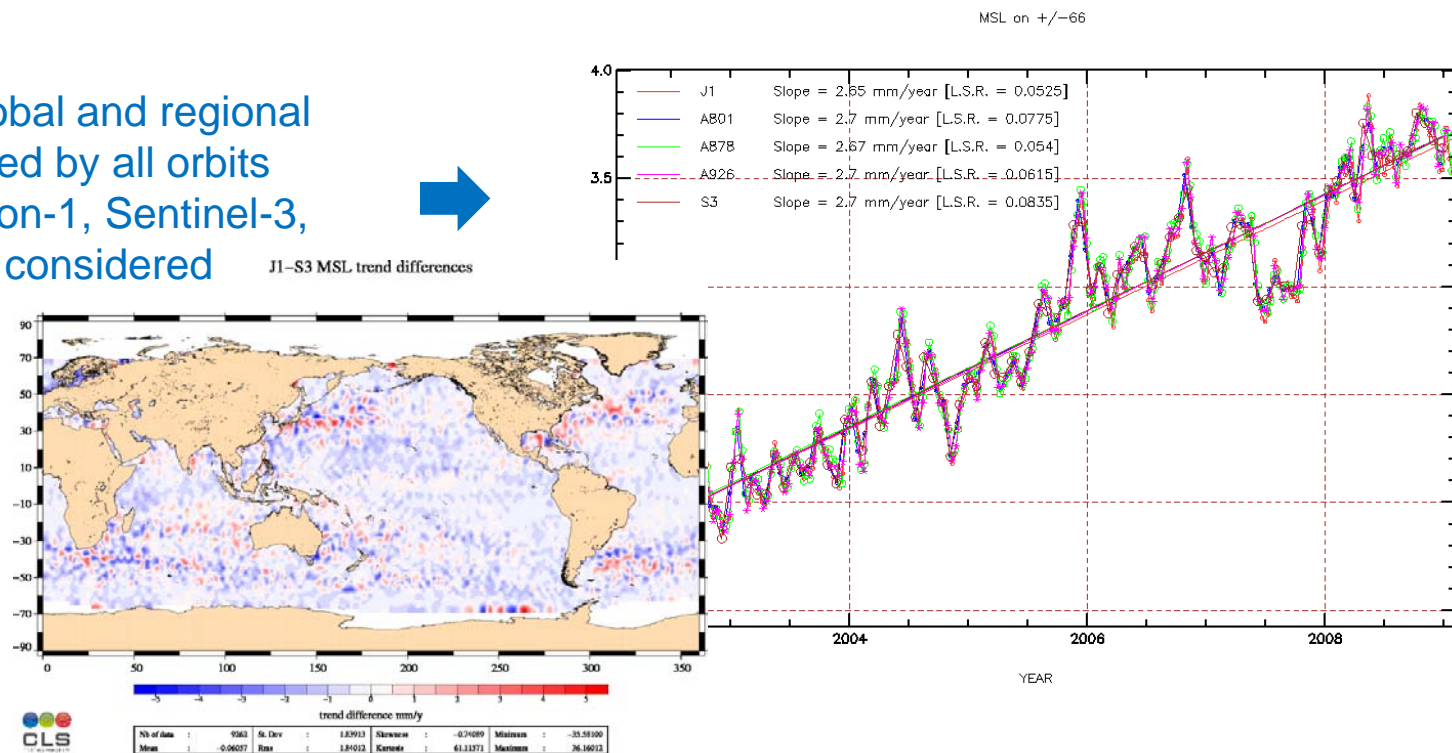 MSL on +/-66
obal and regional
ed by all orbits
on-1, Sentinel-3,
considered
J1-S3 MSL trend differences
4.0
3.5
J1 Slope = 2.65 mm/year [L.S.R. = 0.0525]
A801 Slope = 2.7 mm/year [L.S.R. = 0.0775]
A878 Slope = 2.67 mm/year [L.S.R. = 0.054]
A926 Slope = 2.7 mm/year [L.S.R. = 0.0615]
S3 Slope = 2.7 mm/year [L.S.R. = 0.0835]
2004 2006 2008
YEAR
90
70
50
30
10
-10
-30
-50
-70
-90
0 50 100 150 200 250 300 350
-5 -4 -3 -2 -1 0 1 2 3 4 5
trend difference mm/y
Nb of data : 9262 St. Dev : 1.83913 Skewness : -0.74089 Minimum : -35.58100
Mean : -0.06057 Rms : 1.84012 Kurtosis : 61.11371 Maximum : 36.16012
CLS